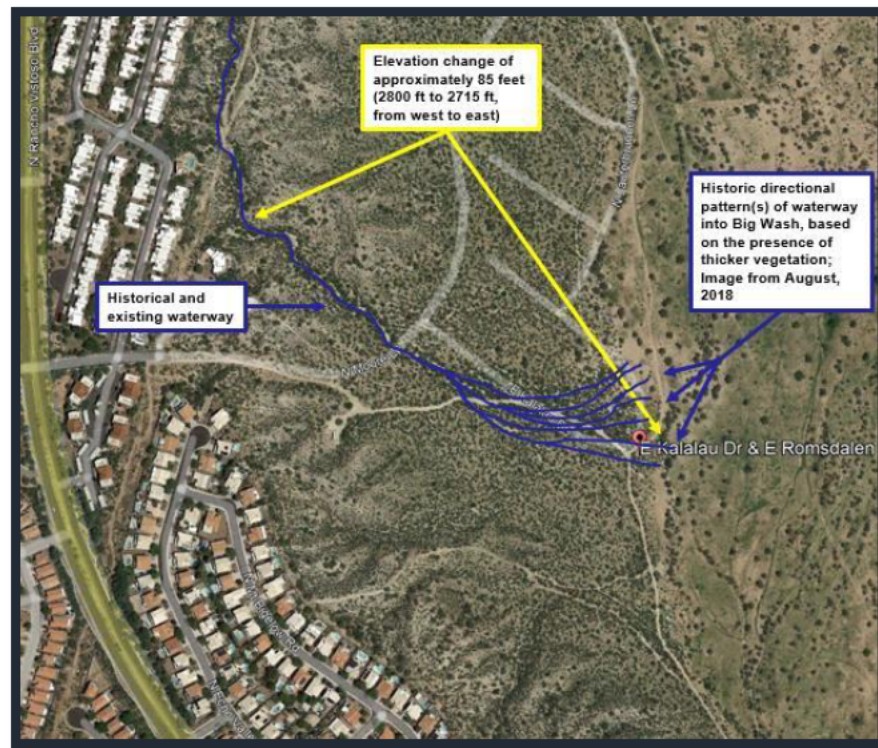 N Rancho Vistoso Blvd
Elevation change of
approximately 85 feet
(2800 ft to 2715 ft,
from west to east)
Historic directional
pattern(s) of waterway
into Big Wash, based
on the presence of
thicker vegetation;
Image from August,
2018
Historical and
existing waterway
E Kalalau Dr & E Romsdalen